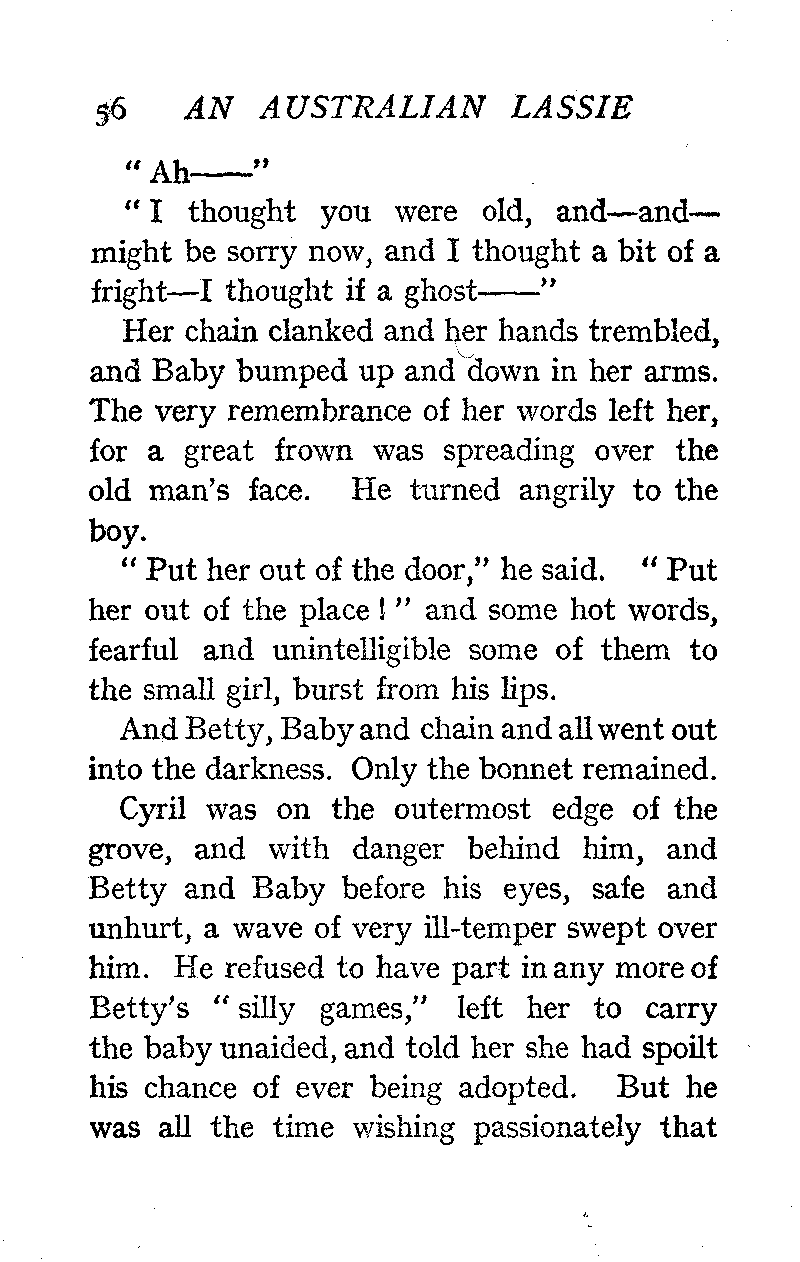 56 AN AUSTRALIAN LASSIE
“ Ah——”
“ I thought you were old, and—and—
might be sorry now, and I thought a bit of a
fright—I thought if a ghost——”
Her chain clanked and her hands trembled,
and Baby bumped up and down in her arms.
The very remembrance of her words left her,
for a great frown was spreading over the
old man’s face. He turned angrily to the
boy.
“ Put her out of the door,” he said. “ Put
her out of the place ! ” and some hot words,
fearful and unintelligible some of them to
the small girl, burst from his lips.
And Betty, Baby and chain and all went out
into the darkness. Only the bonnet remained.
Cyril was on the outermost edge of the
grove, and with danger behind him, and
Betty and Baby before his eyes, safe and
unhurt, a wave of very ill-temper swept over
him. He refused to have part in any more of
Betty’s “ silly games,” left her to carry
the baby unaided, and told her she had spoilt
his chance of ever being adopted. But he
was all the time wishing passionately that